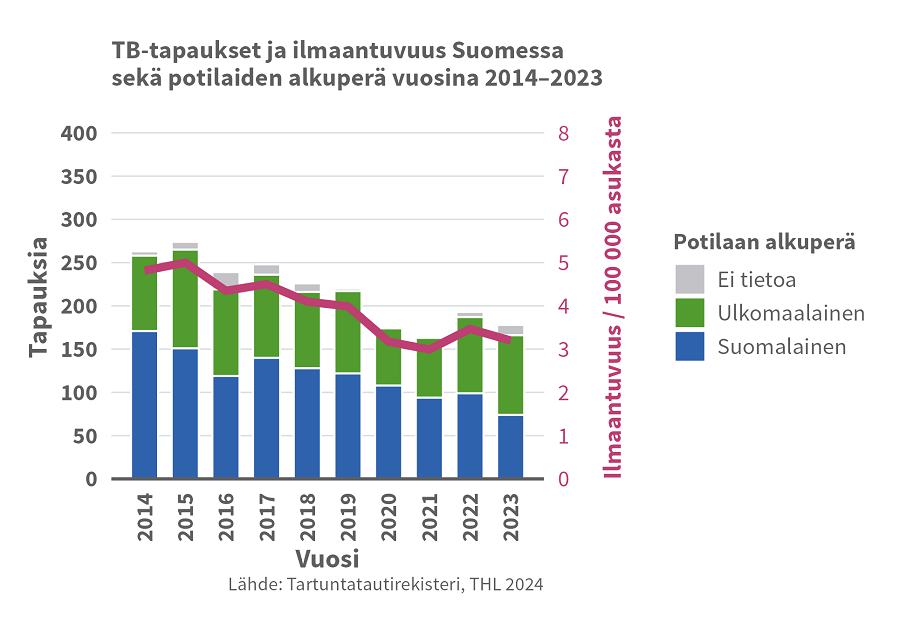 TB-tapaukset ja ilmaantuvuus Suomessa
sekä potilaiden alkuperä vuosina 2014–2023
Tapauksia
400
350
300
250
200
150
100
50
0
8
7
6
5
4
3
2
1
0
Ilmaantuvuus / 100 000 asukasta
2014
2015
2016
2017
2018
2019
2020
2021
2022
2023
Vuosi
Lähde: Tartuntatautirekisteri, THL 2024
Potilaan alkuperä
Ei tietoa
Ulkomaalainen
Suomalainen